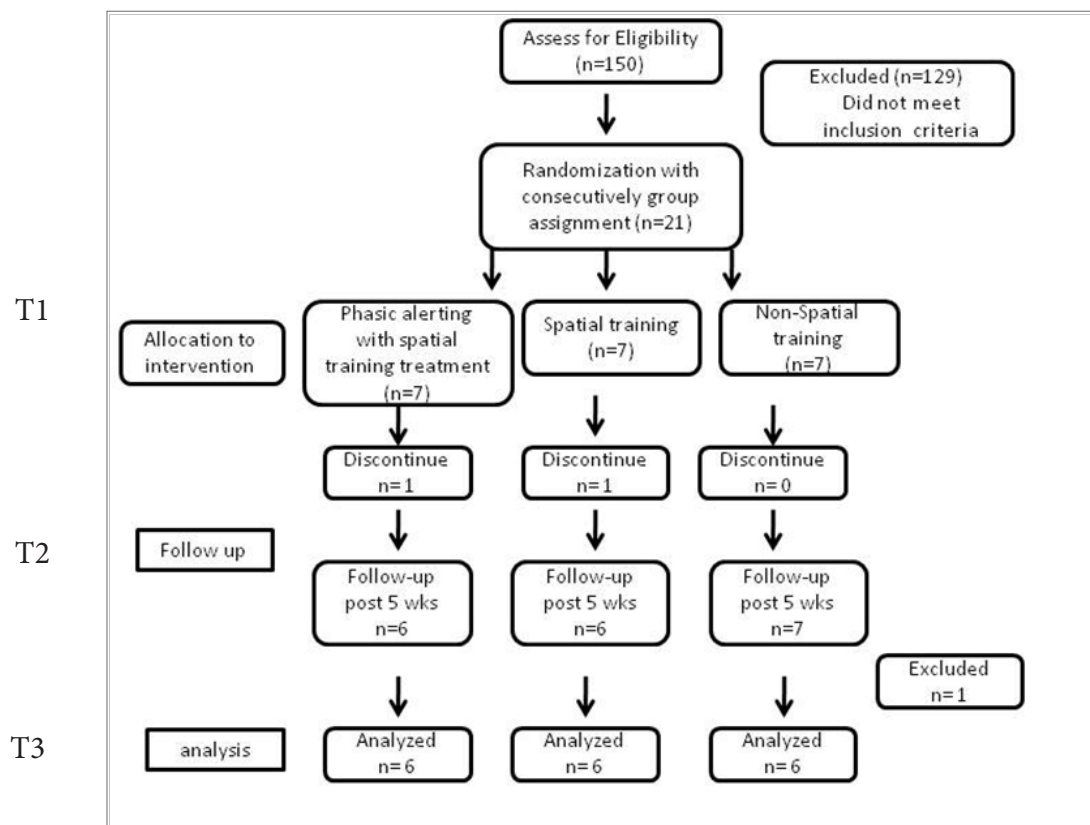 Assess for Eligibility
(n=150)
Excluded (n=129)
Did not meet
inclusion criteria
Randomization with
consecutively group
assignment (n=21)
T1
Allocation to
intervention
Phasic alerting
with spatial
training treatment
(n=7)
Spatial training
(n=7)
Non-Spatial
training
(n=7)
Discontinue
n=1
Discontinue
n=1
Discontinue
n=0
T2
Follow up
Follow-up
post 5 wks
n=6
Follow-up
post 5 wks
n=6
Follow-up
post 5 wks
n=7
Excluded
n=1
T3
analysis
Analyzed
n=6
Analyzed
n=6
Analyzed
n=6